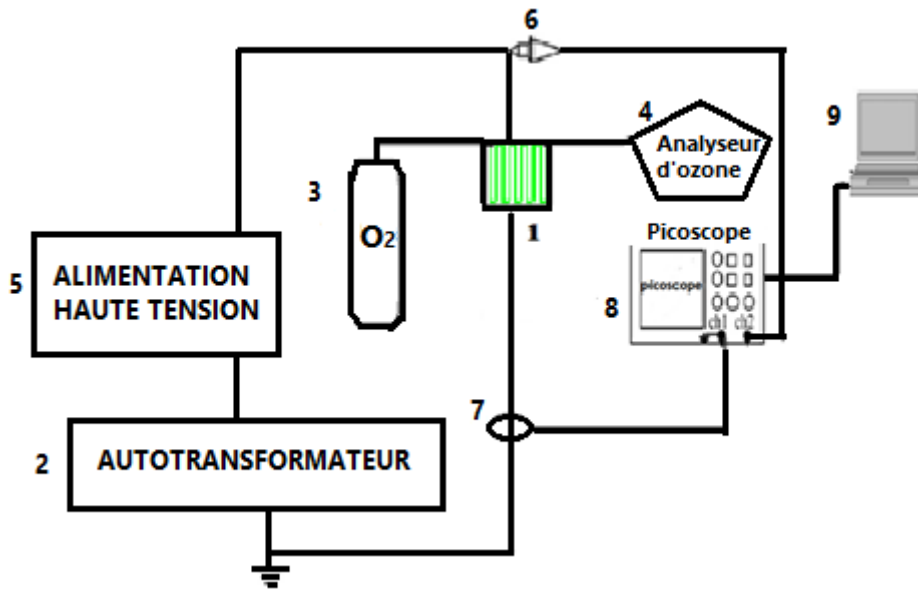 6
9
4
Analyseur
d'ozone
3
O2
1
Picoscope
5
ALIMENTATION
HAUTE TENSION
picoscope
8
ch1 ch2
7
2
AUTOTRANSFORMATEUR